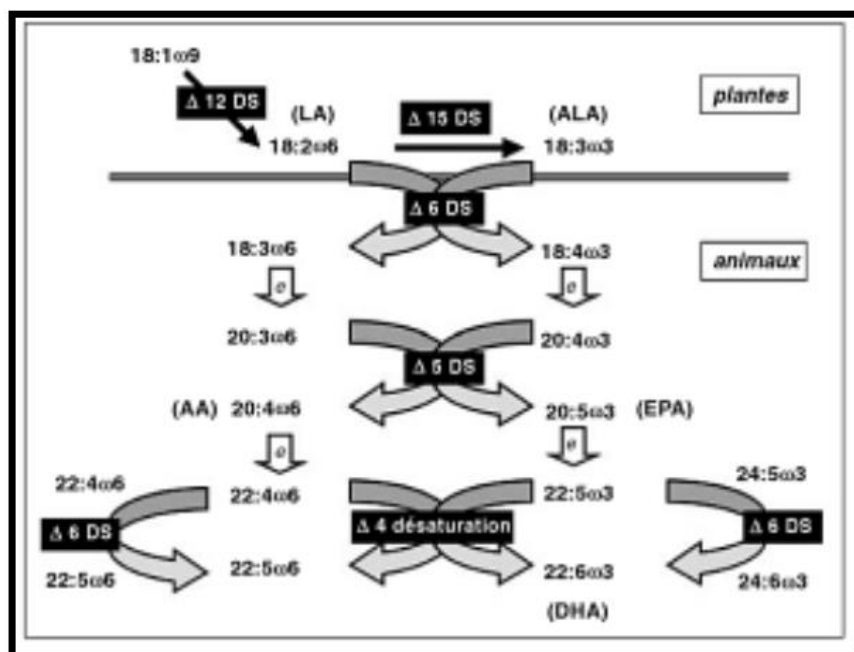 18:1ω9
Δ 12 DS
(LA)
Δ 15 DS
(ALA)
plantes
18:2ω6
18:3ω3
Δ 6 DS
18:3ω6
18:4ω3
animaux
e
e
20:3ω6
20:4ω3
Δ 5 DS
(AA) 20:4ω6
20:5ω3 (EPA)
e
e
22:4ω6
22:4ω6
22:5ω3
24:5ω3
Δ 6 DS
Δ 4 désaturation
Δ 6 DS
22:5ω6
22:5ω6
22:6ω3
24:6ω3
(DHA)